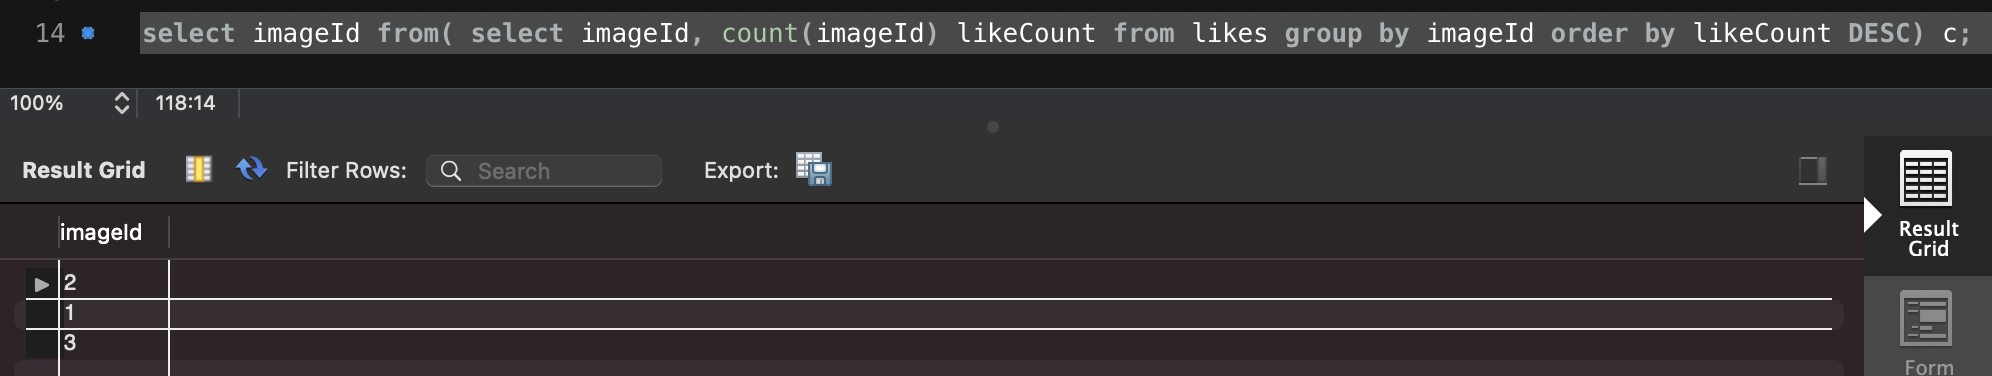 14 select imageId from( select imageId, count(imageId) likeCount from likes group by imageId order by likeCount DESC) c;
100% 118:14
Result Grid Filter Rows: Search Export:
imageId
2
1
3
Result
Grid
Form